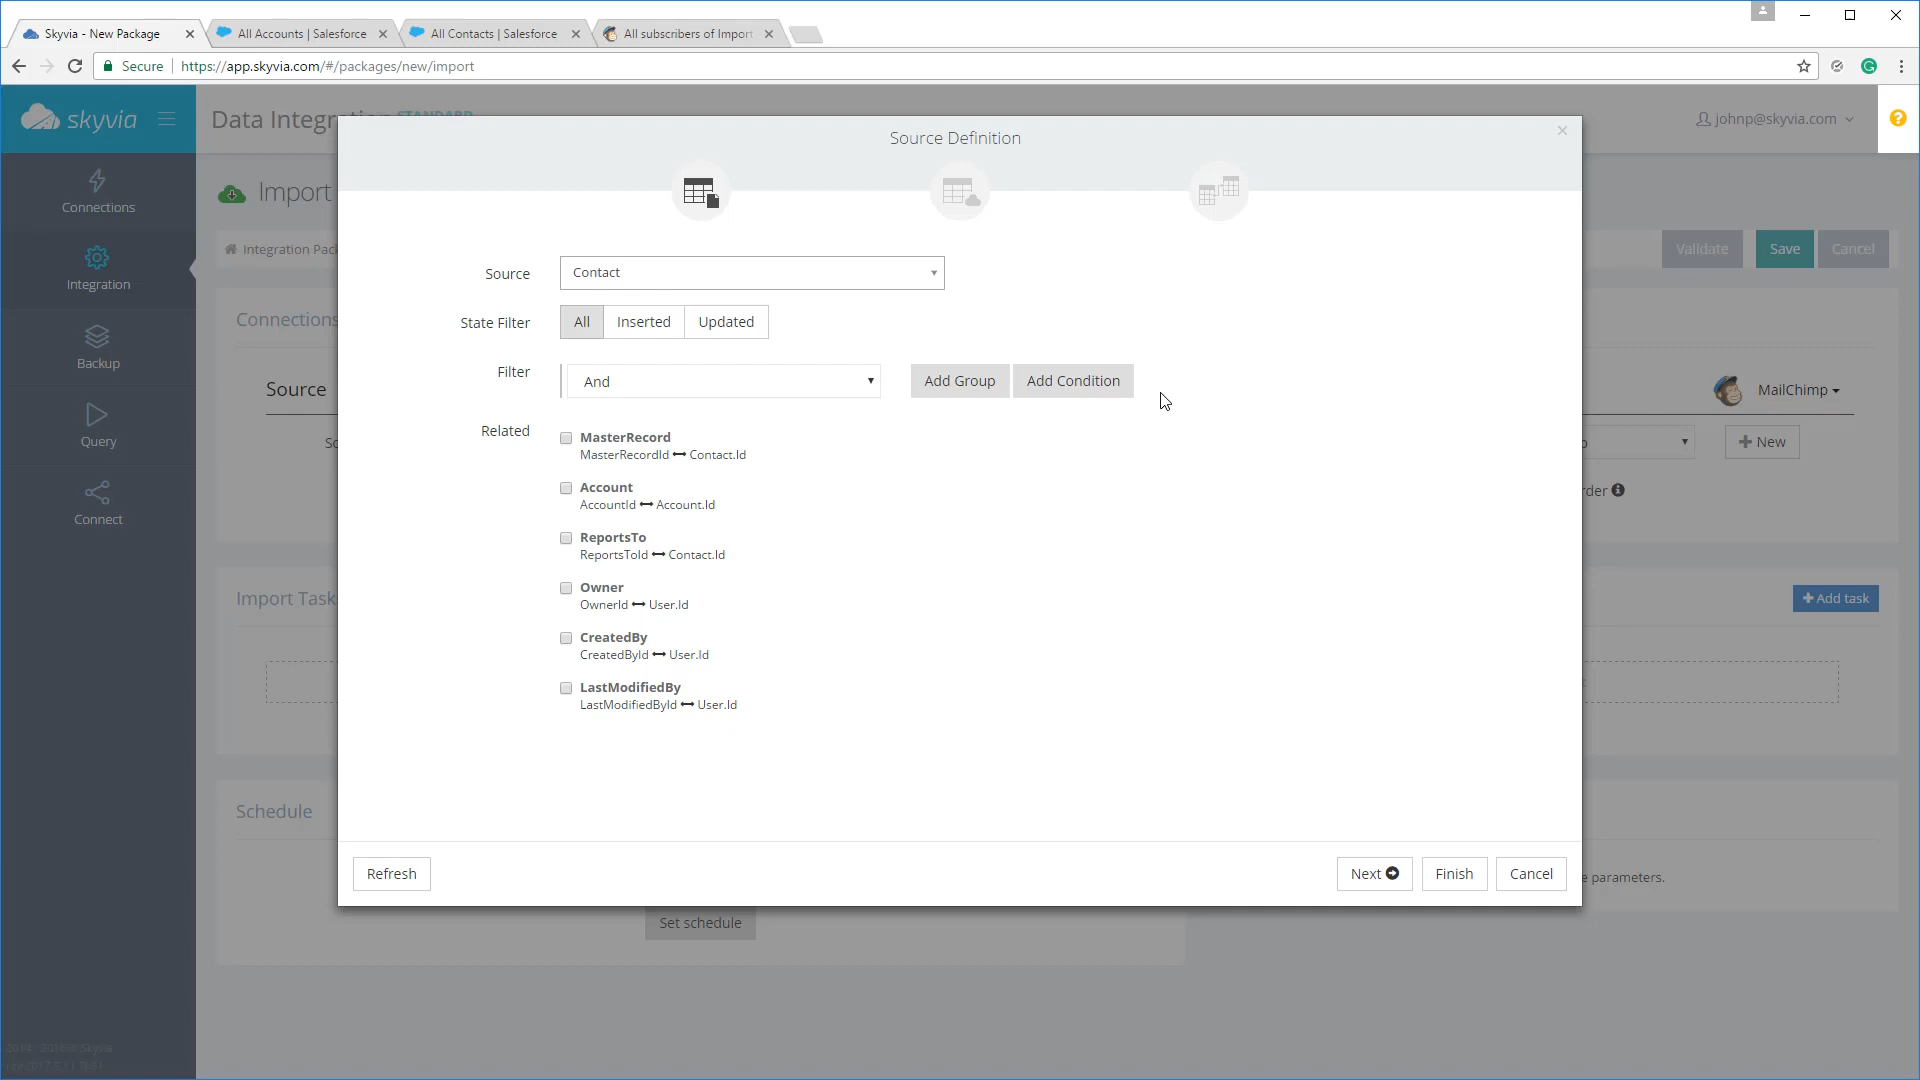 Skyvia - New Package
All Accounts | Salesforce
All Contacts | Salesforce
All subscribers of Import
Secure
https://app.skyvia.com/#/packages/new/import
skyvia
Data Integr
STANDARD
johnp@skyvia.com
Source Definition
Connections
Integration
Backup
Query
Connect
Import
Integration Pack
Validate
Save
Cancel
Connections
Source
MailChimp
New
rder
Source
Contact
State Filter
All
Inserted
Updated
Filter
And
Add Group
Add Condition
Related
MasterRecord
MasterRecordId ⟷ Contact.Id
Account
AccountId ⟷ Account.Id
ReportsTo
ReportsToId ⟷ Contact.Id
Owner
OwnerId ⟷ User.Id
CreatedBy
CreatedById ⟷ User.Id
LastModifiedBy
LastModifiedById ⟷ User.Id
Import Task
Add task
Schedule
Refresh
Next
Finish
Cancel
e parameters.
Set schedule